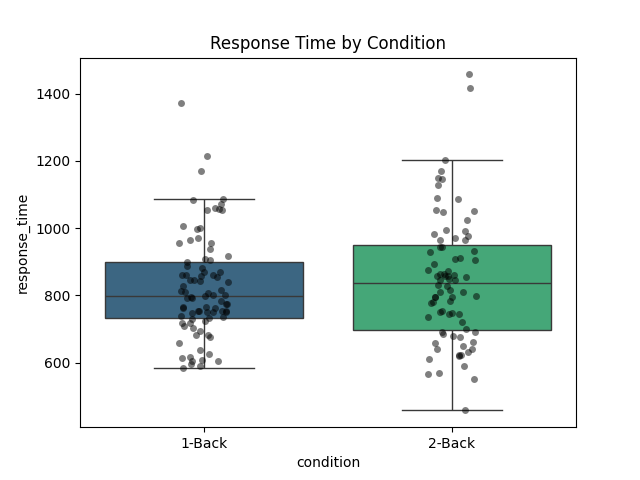 Response Time by Condition
1400
1200
1000
800
600
response_time
1-Back
2-Back
condition